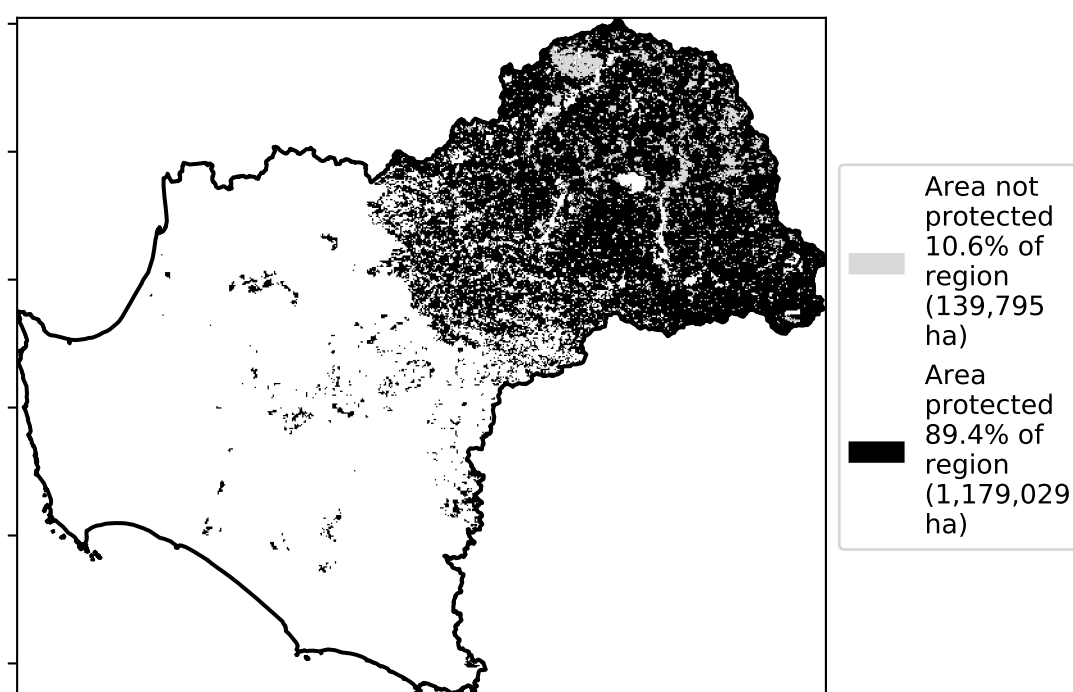 Area not
protected
10.6% of
region
(139,795
ha)
Area
protected
89.4% of
region
(1,179,029
ha)